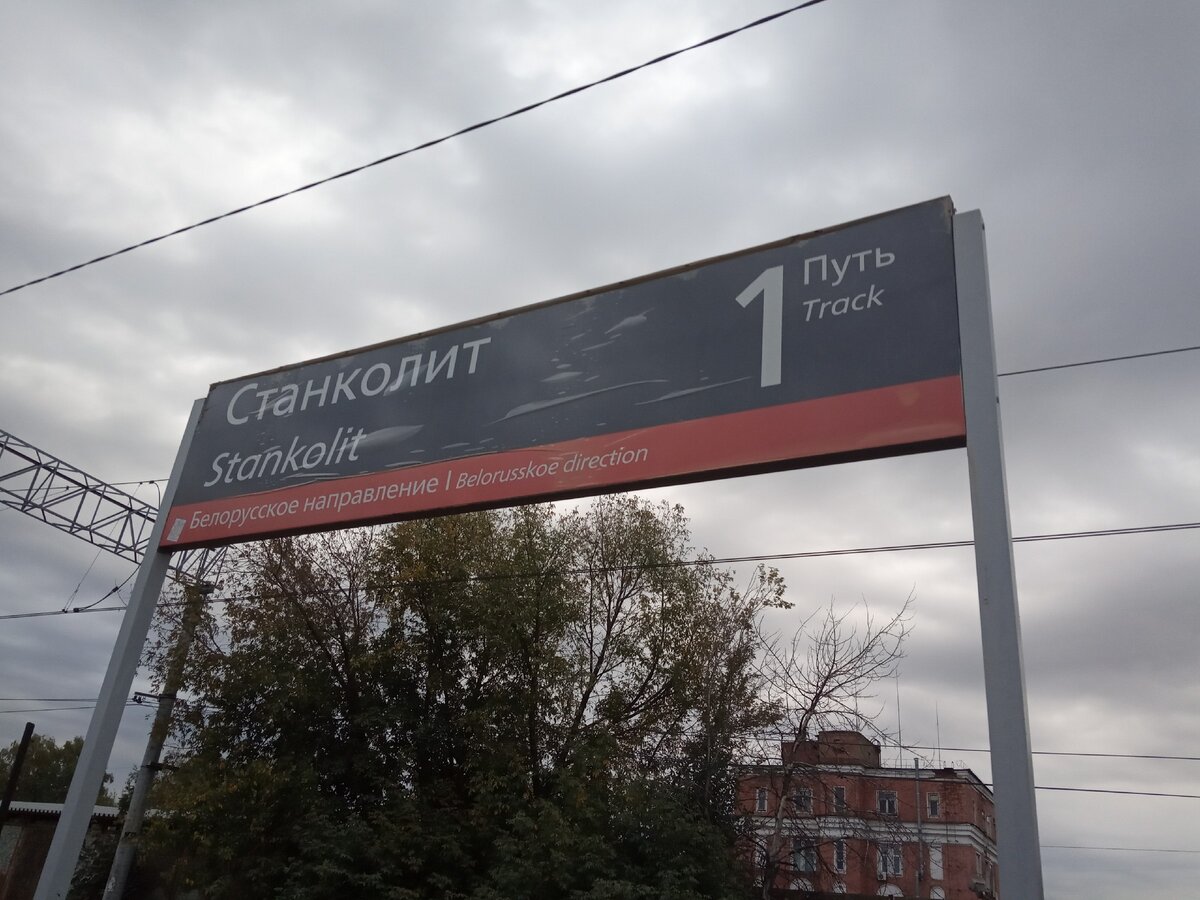 Станколит
Stankolit
1 Путь
Track
Белорусское направление | Belorusskoe direction